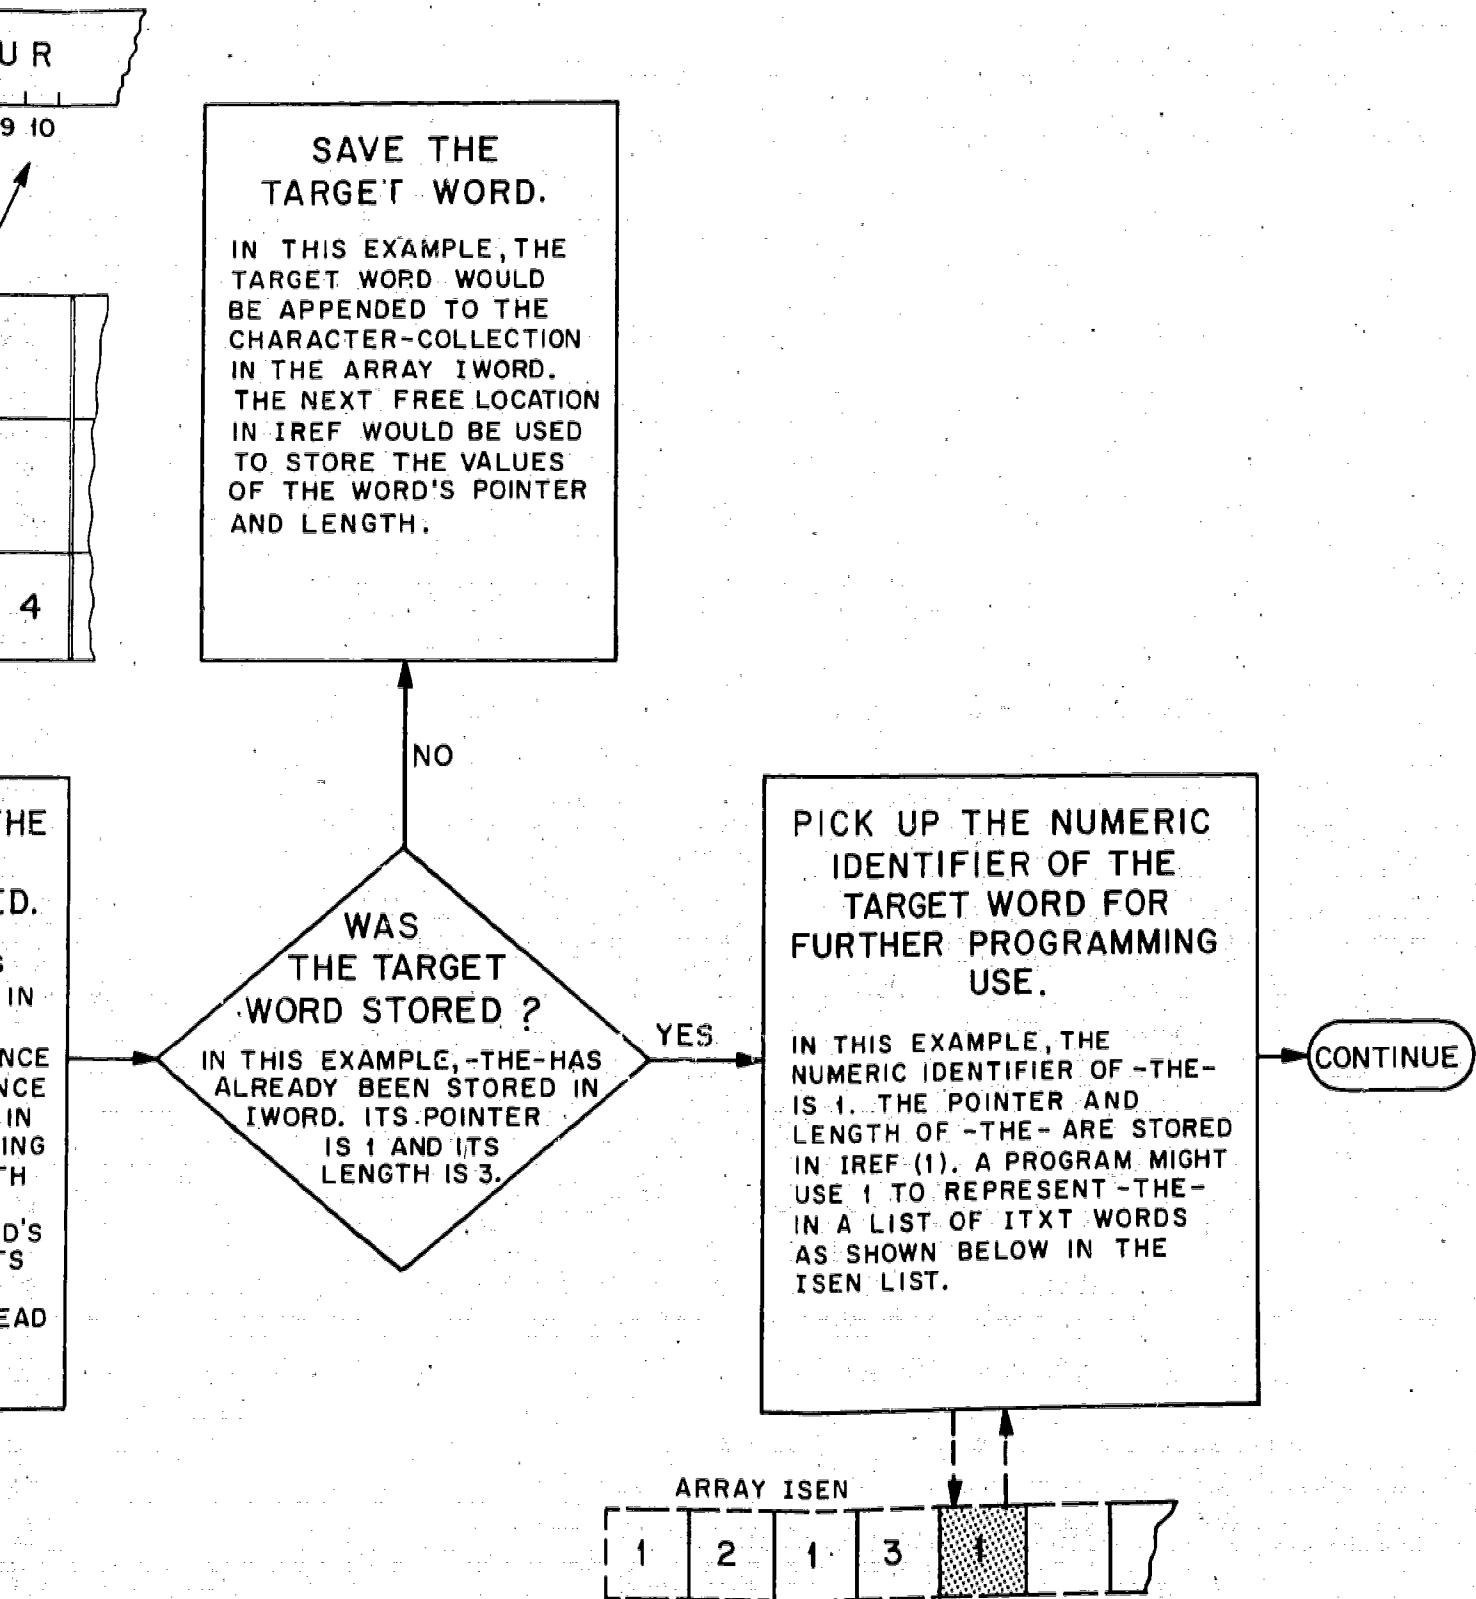 UR
9 10
SAVE THE
TARGET WORD.
IN THIS EXAMPLE, THE
TARGET WORD WOULD
BE APPENDED TO THE
CHARACTER-COLLECTION
IN THE ARRAY IWORD.
THE NEXT FREE LOCATION
IN IREF WOULD BE USED
TO STORE THE VALUES
OF THE WORD'S POINTER
AND LENGTH.
4
NO
THE
ED.
S
IN
NCE
NCE
IN
ING
TH
D'S
TS
EAD
WAS
THE TARGET
WORD STORED ?
IN THIS EXAMPLE, -THE-HAS
ALREADY BEEN STORED IN
IWORD. ITS POINTER
IS 1 AND ITS
LENGTH IS 3.
YES
PICK UP THE NUMERIC
IDENTIFIER OF THE
TARGET WORD FOR
FURTHER PROGRAMMING
USE.
IN THIS EXAMPLE, THE
NUMERIC IDENTIFIER OF -THE-
IS 1. THE POINTER AND
LENGTH OF -THE- ARE STORED
IN IREF (1). A PROGRAM MIGHT
USE 1 TO REPRESENT -THE-
IN A LIST OF ITXT WORDS
AS SHOWN BELOW IN THE
ISEN LIST.
CONTINUE
ARRAY ISEN
1 2 1 3 1